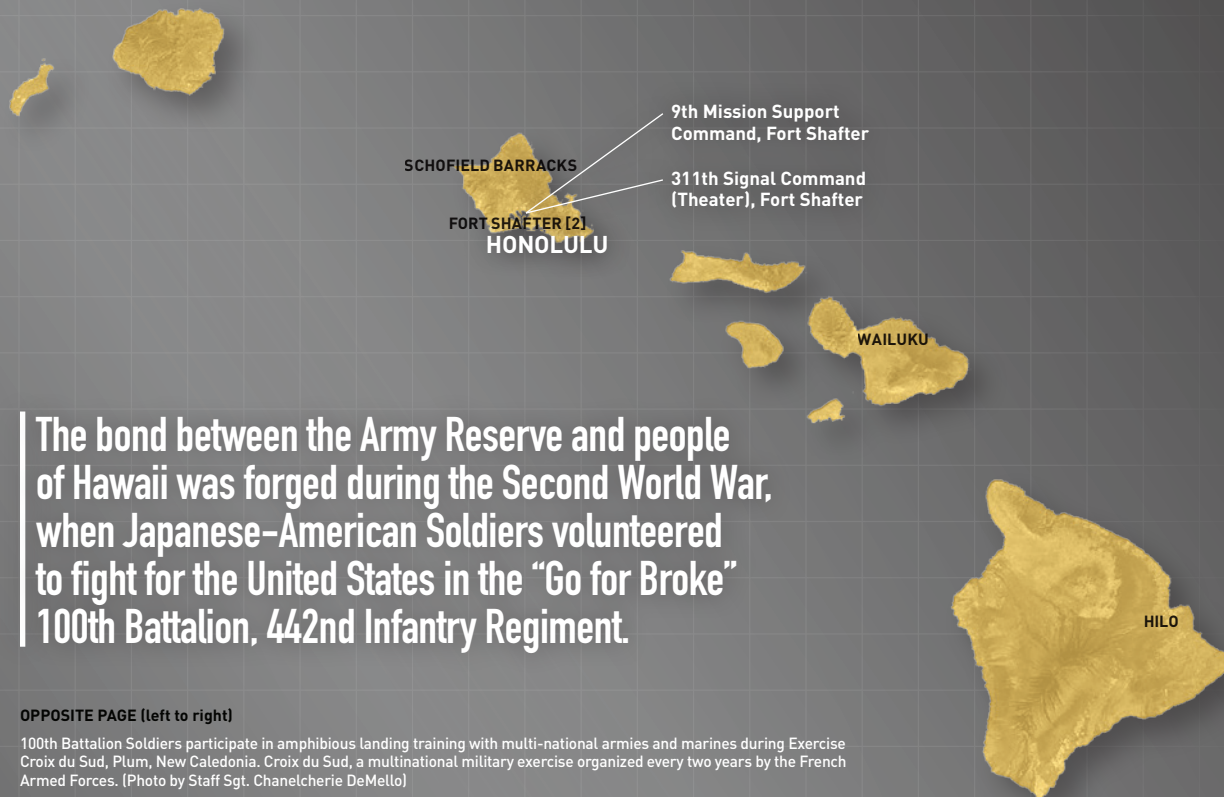 9th Mission Support
Command, Fort Shafter
SCHOFIELD BARRACKS
311th Signal Command
(Theater), Fort Shafter
FORT SHAFTER [2]
HONOLULU
WAILUKU
The bond between the Army Reserve and people
of Hawaii was forged during the Second World War,
when Japanese-American Soldiers volunteered
to fight for the United States in the “Go for Broke”
100th Battalion, 442nd Infantry Regiment.
HILO
OPPOSITE PAGE (left to right)
100th Battalion Soldiers participate in amphibious landing training with multi-national armies and marines during Exercise
Croix du Sud, Plum, New Caledonia. Croix du Sud, a multinational military exercise organized every two years by the French
Armed Forces. (Photo by Staff Sgt. Chanelcherie DeMello)